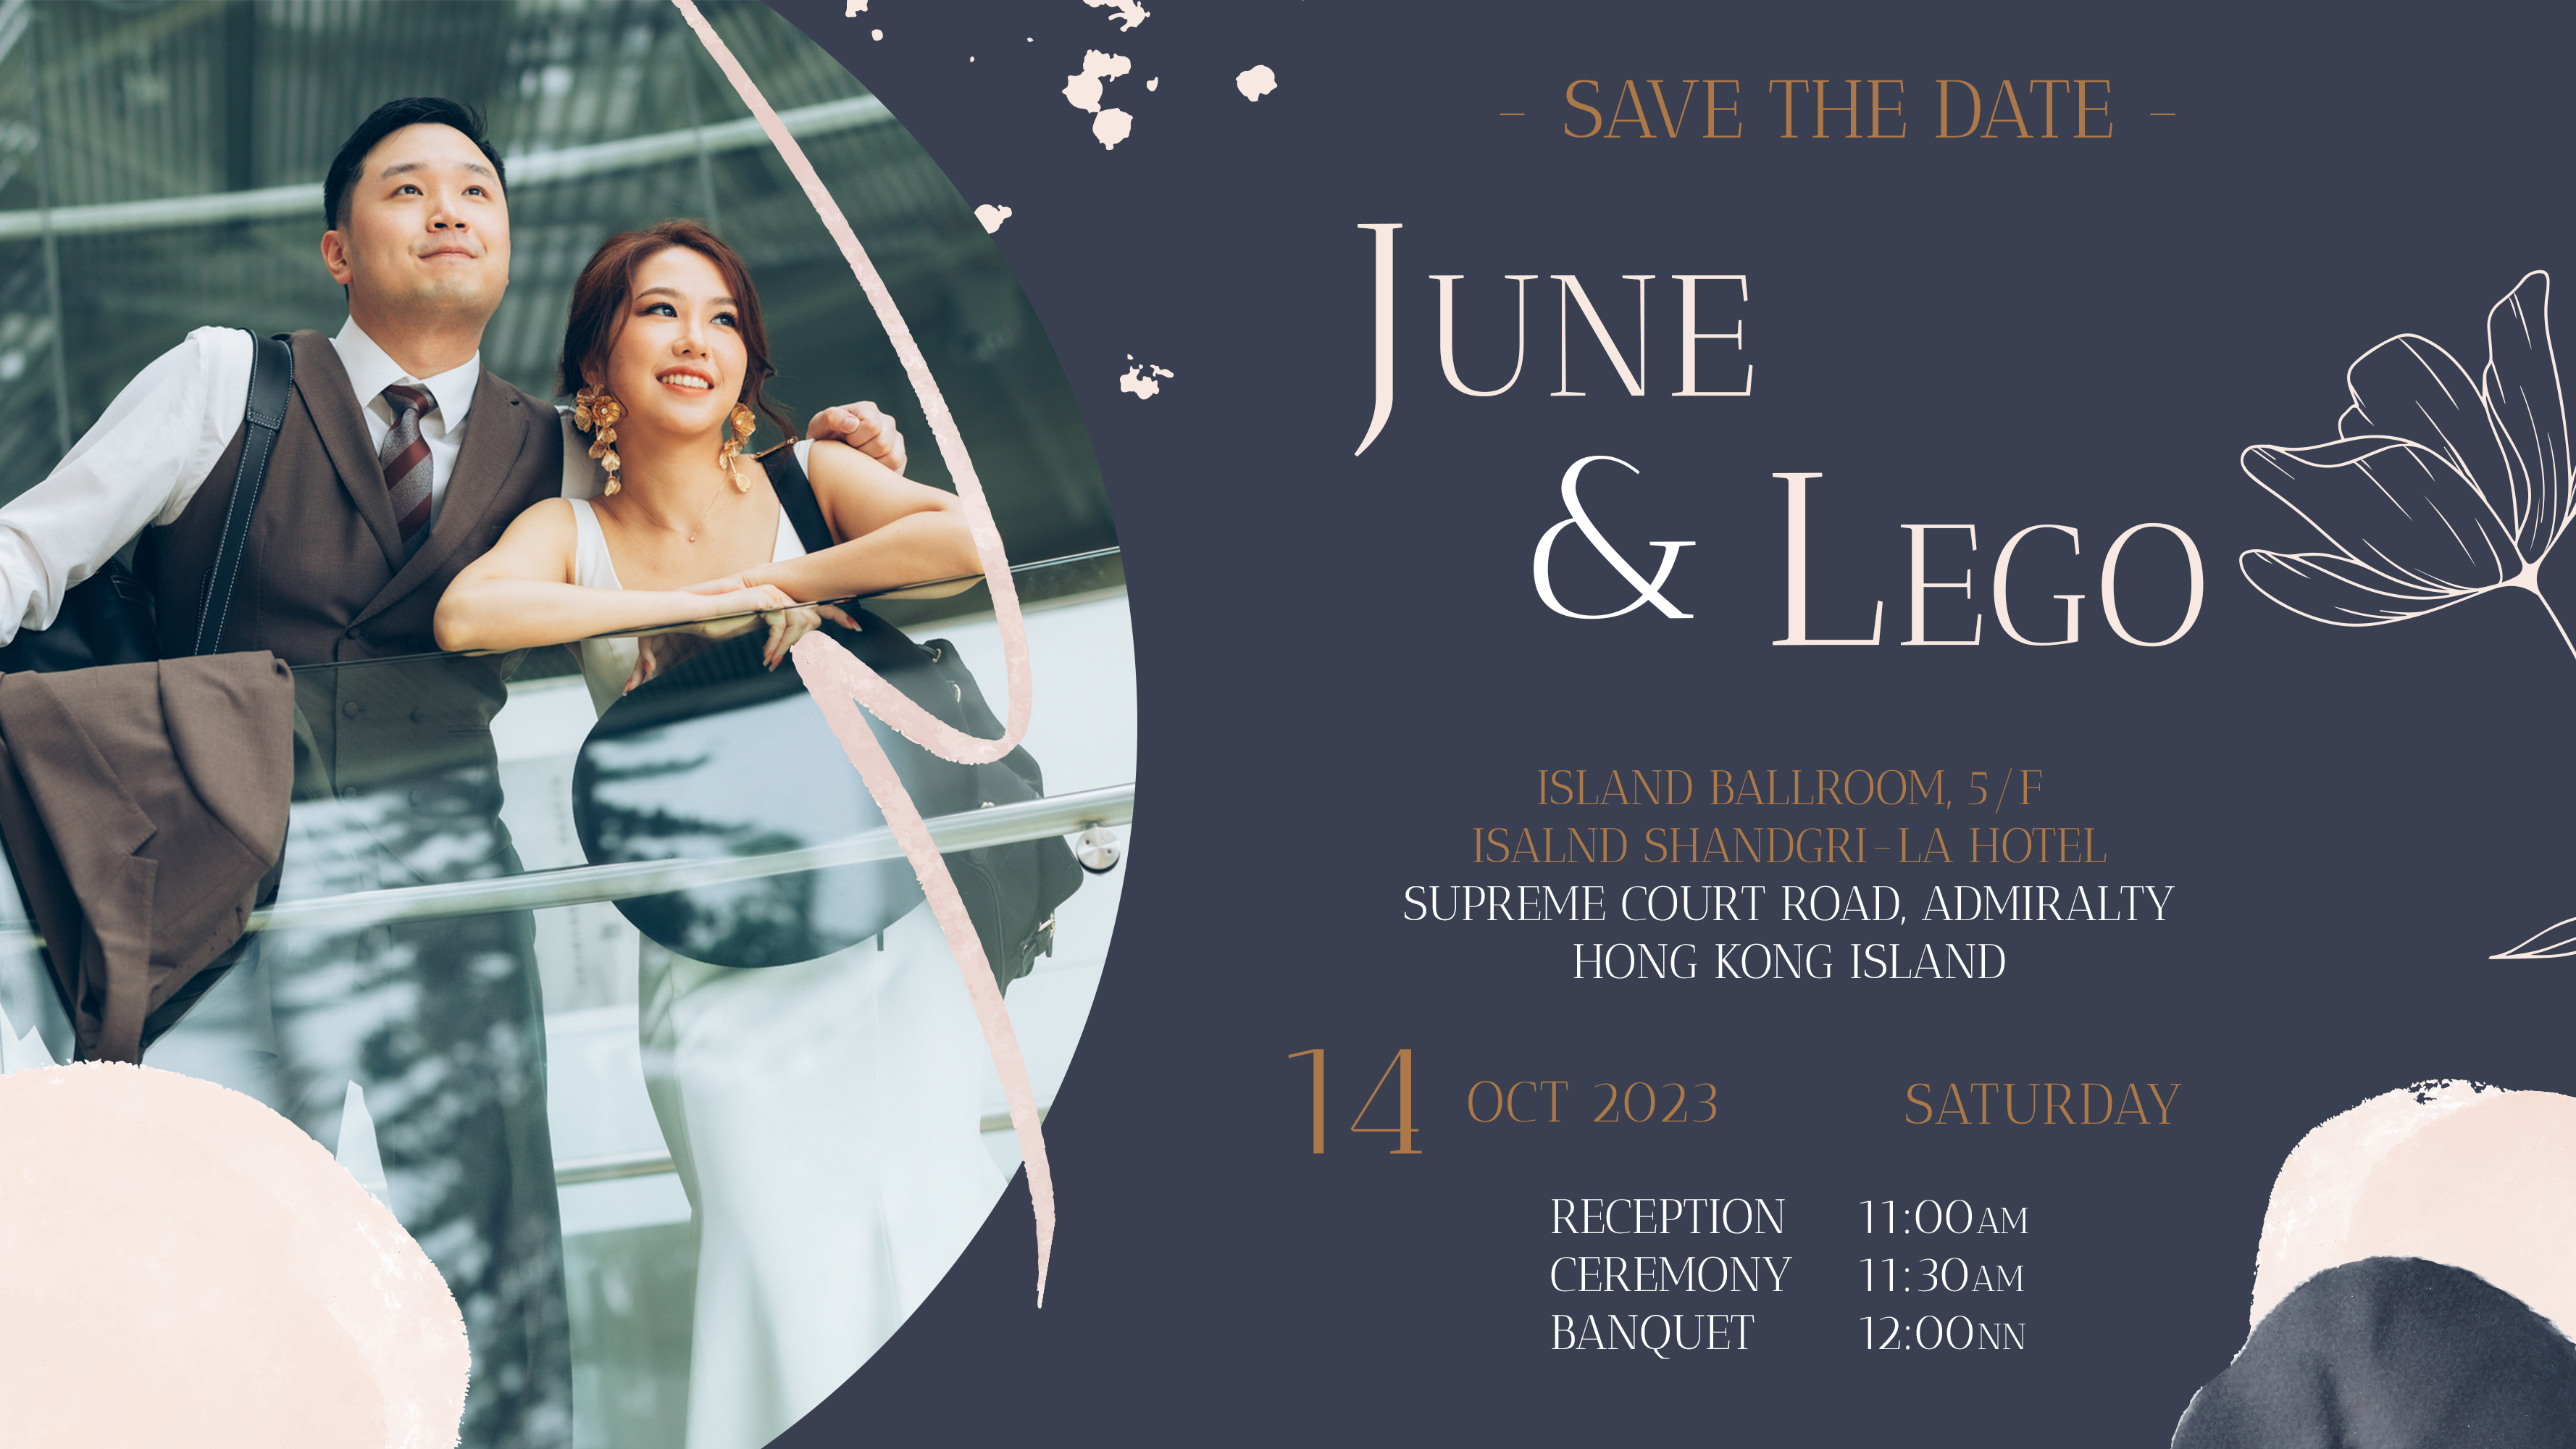 - SAVE THE DATE -
JUNE
& LEGO
ISLAND BALLROOM, 5/F
ISALND SHANDGRI-LA HOTEL
SUPREME COURT ROAD, ADMIRALTY
HONG KONG ISLAND
14 OCT 2023 SATURDAY
RECEPTION 11:00AM
CEREMONY 11:30AM
BANQUET 12:00NN